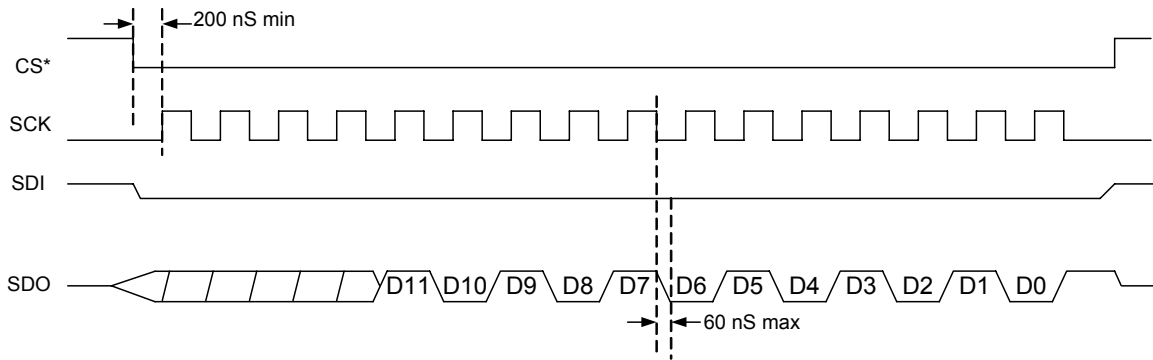 200 nS min
CS*
SCK
SDI
SDO
D11 D10 D9 D8 D7 D6 D5 D4 D3 D2 D1 D0
60 nS max